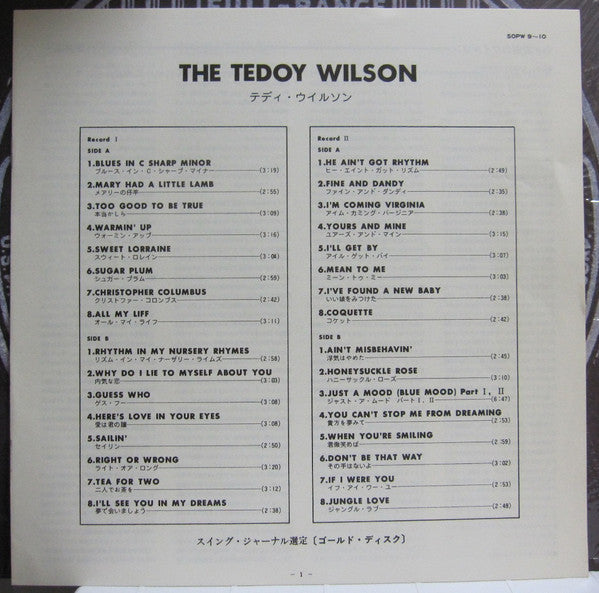 SOPW 9〜10
THE TEDOY WILSON
テディ・ウイルソン
Record I
SIDE A
1.BLUES IN C SHARP MINOR
ブルース・イン・C・シャープ・マイナー (3:19)
2.MARY HAD A LITTLE LAMB
メアリーの仔羊 (2:55)
3.TOO GOOD TO BE TRUE
本当かしら (3:09)
4.WARMIN' UP
ウォーミン・アップ (3:16)
5.SWEET LORRAINE
スウィート・ロレイン (3:04)
6.SUGAR PLUM
シュガー・プラム (2:59)
7.CHRISTOPHER COLUMBUS
クリストファー・コロンブス (2:42)
8.ALL MY LIFF
オール・マイ・ライフ (3:11)
SIDE B
1.RHYTHM IN MY NURSERY RHYMES
リズム・イン・マイ・ナーザリー・ライムズ (2:58)
2.WHY DO I LIE TO MYSELF ABOUT YOU
内気な恋 (3:03)
3.GUESS WHO
ゲス・フー (3:08)
4.HERE'S LOVE IN YOUR EYES
愛は君の瞳 (3:08)
5.SAILIN'
セイリン (2:50)
6.RIGHT OR WRONG
ライト・オア・ロング (3:20)
7.TEA FOR TWO
二人でお茶を (3:12)
8.I'LL SEE YOU IN MY DREAMS
夢で会いましょう (2:38)
Record II
SIDE A
1.HE AIN'T GOT RHYTHM
ヒー・エイント・ガット・リズム (2:49)
2.FINE AND DANDY
ファイン・アンド・ダンディ (2:35)
3.I'M COMING VIRGINIA
アイム・カミング・バージニア (2:38)
4.YOURS AND MINE
ユアーズ・アンド・マイン (3:15)
5.I'LL GET BY
アイル・ゲット・バイ (3:07)
6.MEAN TO ME
ミーン・トゥ・ミー (3:03)
7.I'VE FOUND A NEW BABY
いい娘をみつけた (2:38)
8.COQUETTE
コケット (2:42)
SIDE B
1.AIN'T MISBEHAVIN'
浮気はやめた (2:45)
2.HONEYSUCKLE ROSE
ハニーサックル・ローズ (3:10)
3.JUST A MOOD (BLUE MOOD) Part I, II
ジャスト・ア・ムード パートI, II (6:47)
4.YOU CAN'T STOP ME FROM DREAMING
貴方を夢みて (2:53)
5.WHEN YOU'RE SMILING
君微笑めば (2:59)
6.DON'T BE THAT WAY
その手はないよ (3:02)
7.IF I WERE YOU
イフ・アイ・ワー・ユー (2:53)
8.JUNGLE LOVE
ジャングル・ラブ (2:48)
スイング・ジャーナル選定〔ゴールド・ディスク〕
– 1 –